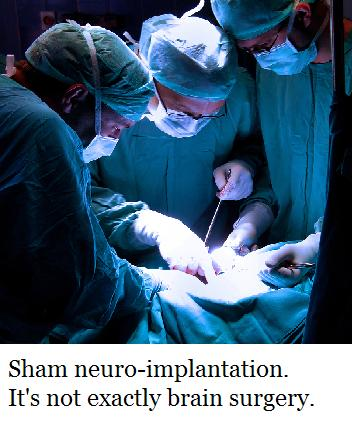 Sham neuro-implantation.
It's not exactly brain surgery.